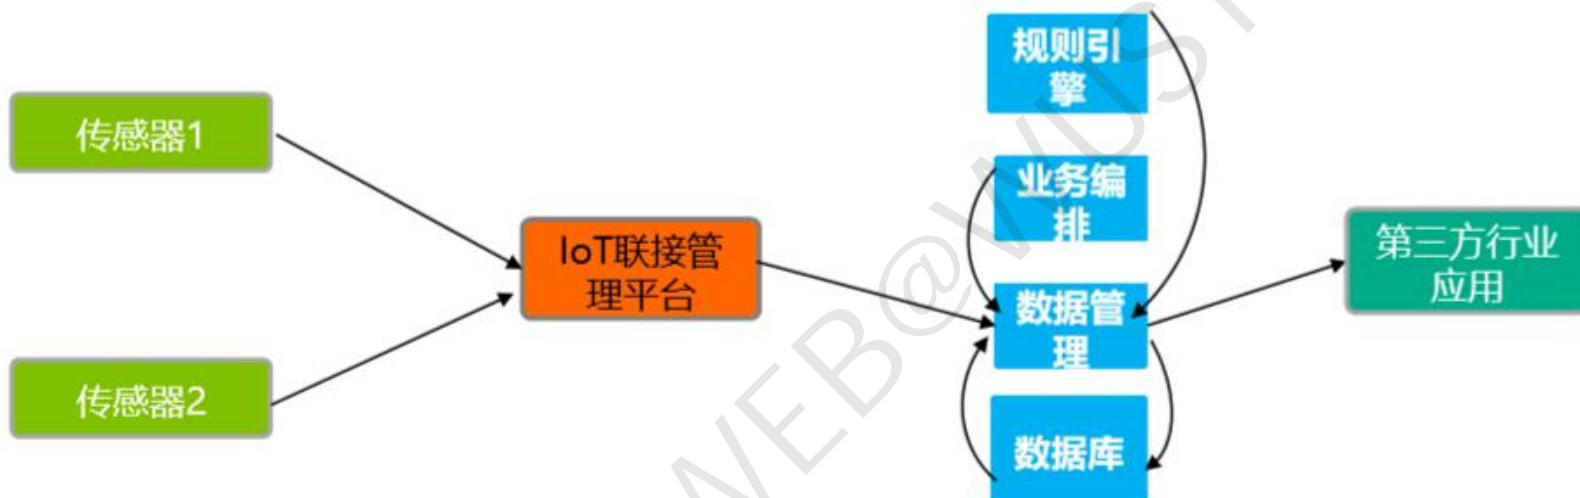 传感器1
传感器2
IoT联接管
理平台
规则引
擎
业务编
排
数据管
理
数据库
第三方行业
应用
WEB@WUST